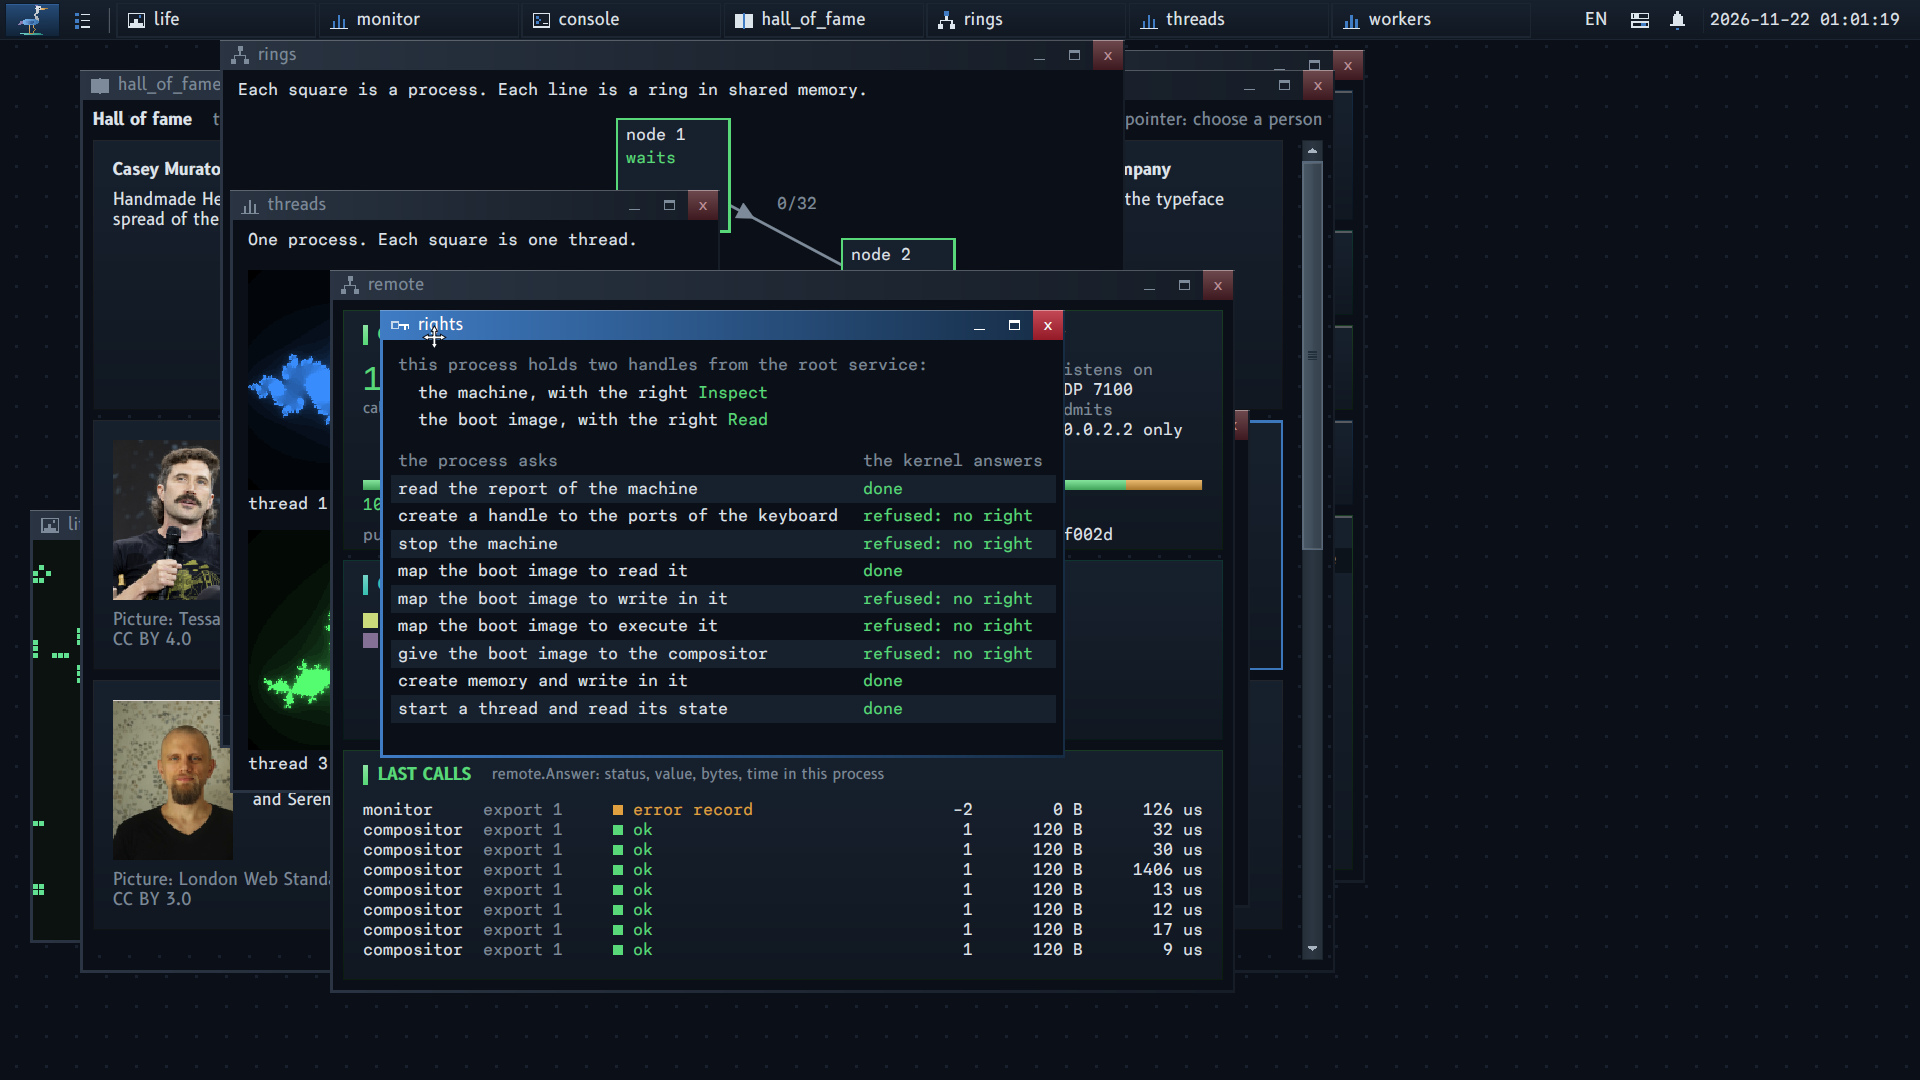 life
monitor
console
hall_of_fame
rings
threads
workers
EN
2026-11-22 01:01:19
rings
Each square is a process. Each line is a ring in shared memory.
node 1
waits
0/32
node 2
hall_of_fame
Hall of fame
pointer: choose a person
Casey Murato
Handmade He
spread of the
the typeface
threads
One process. Each square is one thread.
thread 1
thread 3
remote
rights
this process holds two handles from the root service:
the machine, with the right Inspect
the boot image, with the right Read
the process asks the kernel answers
read the report of the machine done
create a handle to the ports of the keyboard refused: no right
stop the machine refused: no right
map the boot image to read it done
map the boot image to write in it refused: no right
map the boot image to execute it refused: no right
give the boot image to the compositor refused: no right
create memory and write in it done
start a thread and read its state done
istens on
DP 7100
dmits
0.0.2.2 only
f002d
LAST CALLS remote.Answer: status, value, bytes, time in this process
monitor export 1 error record -2 0 B 126 us
compositor export 1 ok 1 120 B 32 us
compositor export 1 ok 1 120 B 30 us
compositor export 1 ok 1 120 B 1406 us
compositor export 1 ok 1 120 B 13 us
compositor export 1 ok 1 120 B 12 us
compositor export 1 ok 1 120 B 17 us
compositor export 1 ok 1 120 B 9 us
Picture: Tessa
CC BY 4.0
and Seren
Picture: London Web Standa
CC BY 3.0